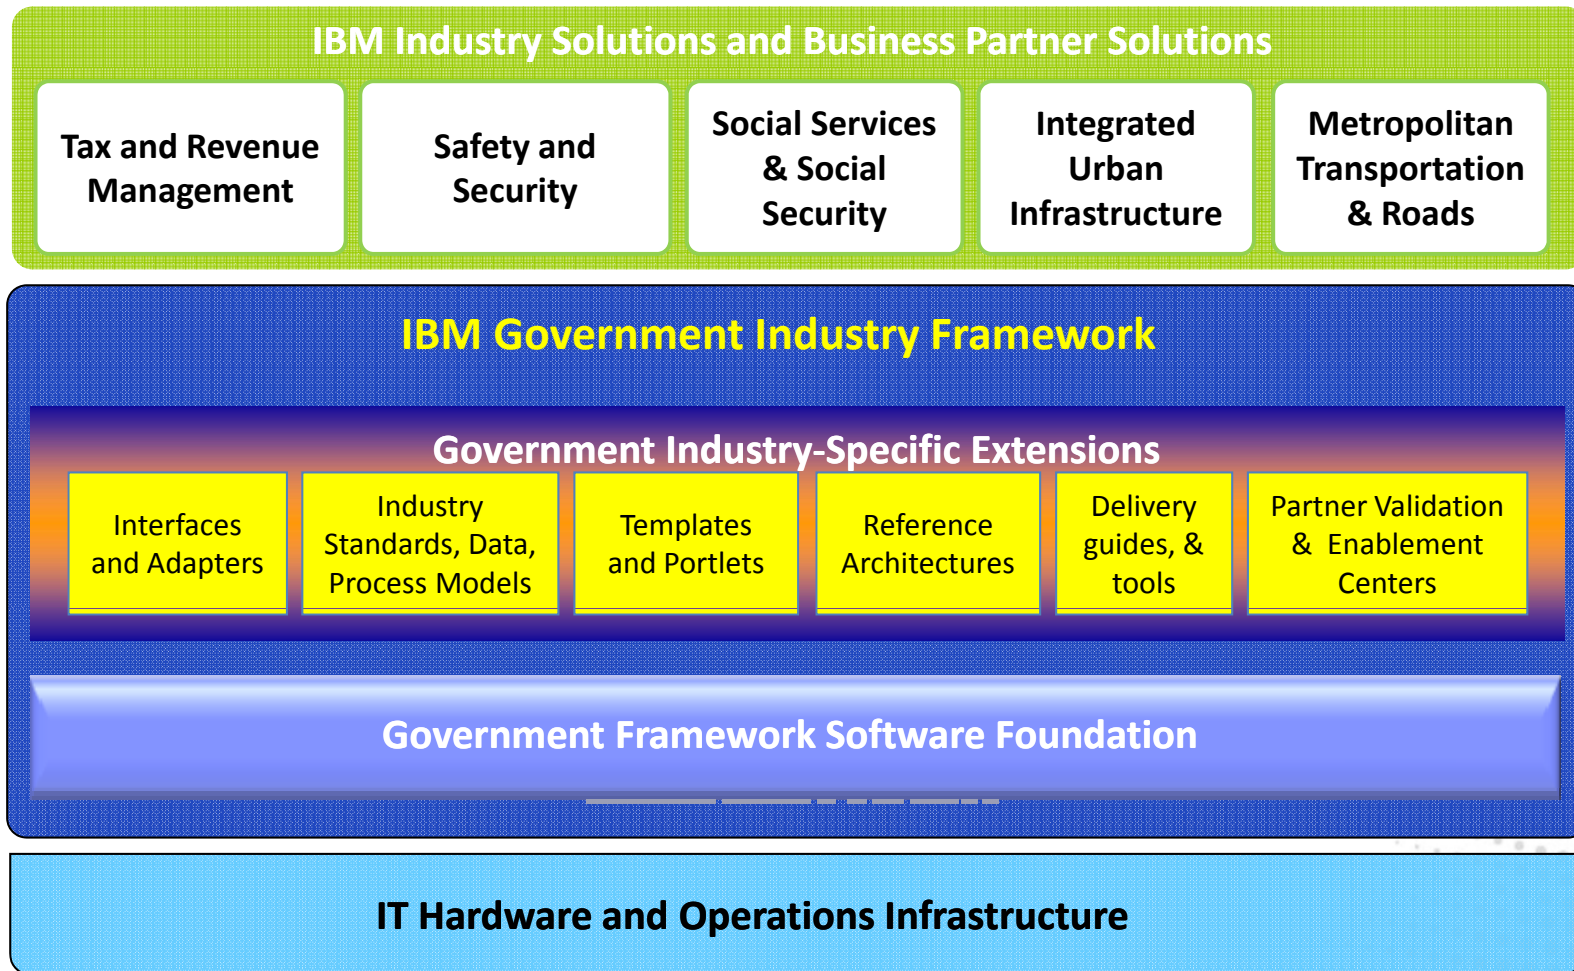 IBM Industry Solutions and Business Partner Solutions
Tax and Revenue
Management
Safety and
Security
Social Services
& Social
Security
Integrated
Urban
Infrastructure
Metropolitan
Transportation
& Roads
IBM Government Industry Framework
Government Industry-Specific Extensions
Interfaces
and Adapters
Industry
Standards, Data,
Process Models
Templates
and Portlets
Reference
Architectures
Delivery
guides, &
tools
Partner Validation
& Enablement
Centers
Government Framework Software Foundation
IT Hardware and Operations Infrastructure